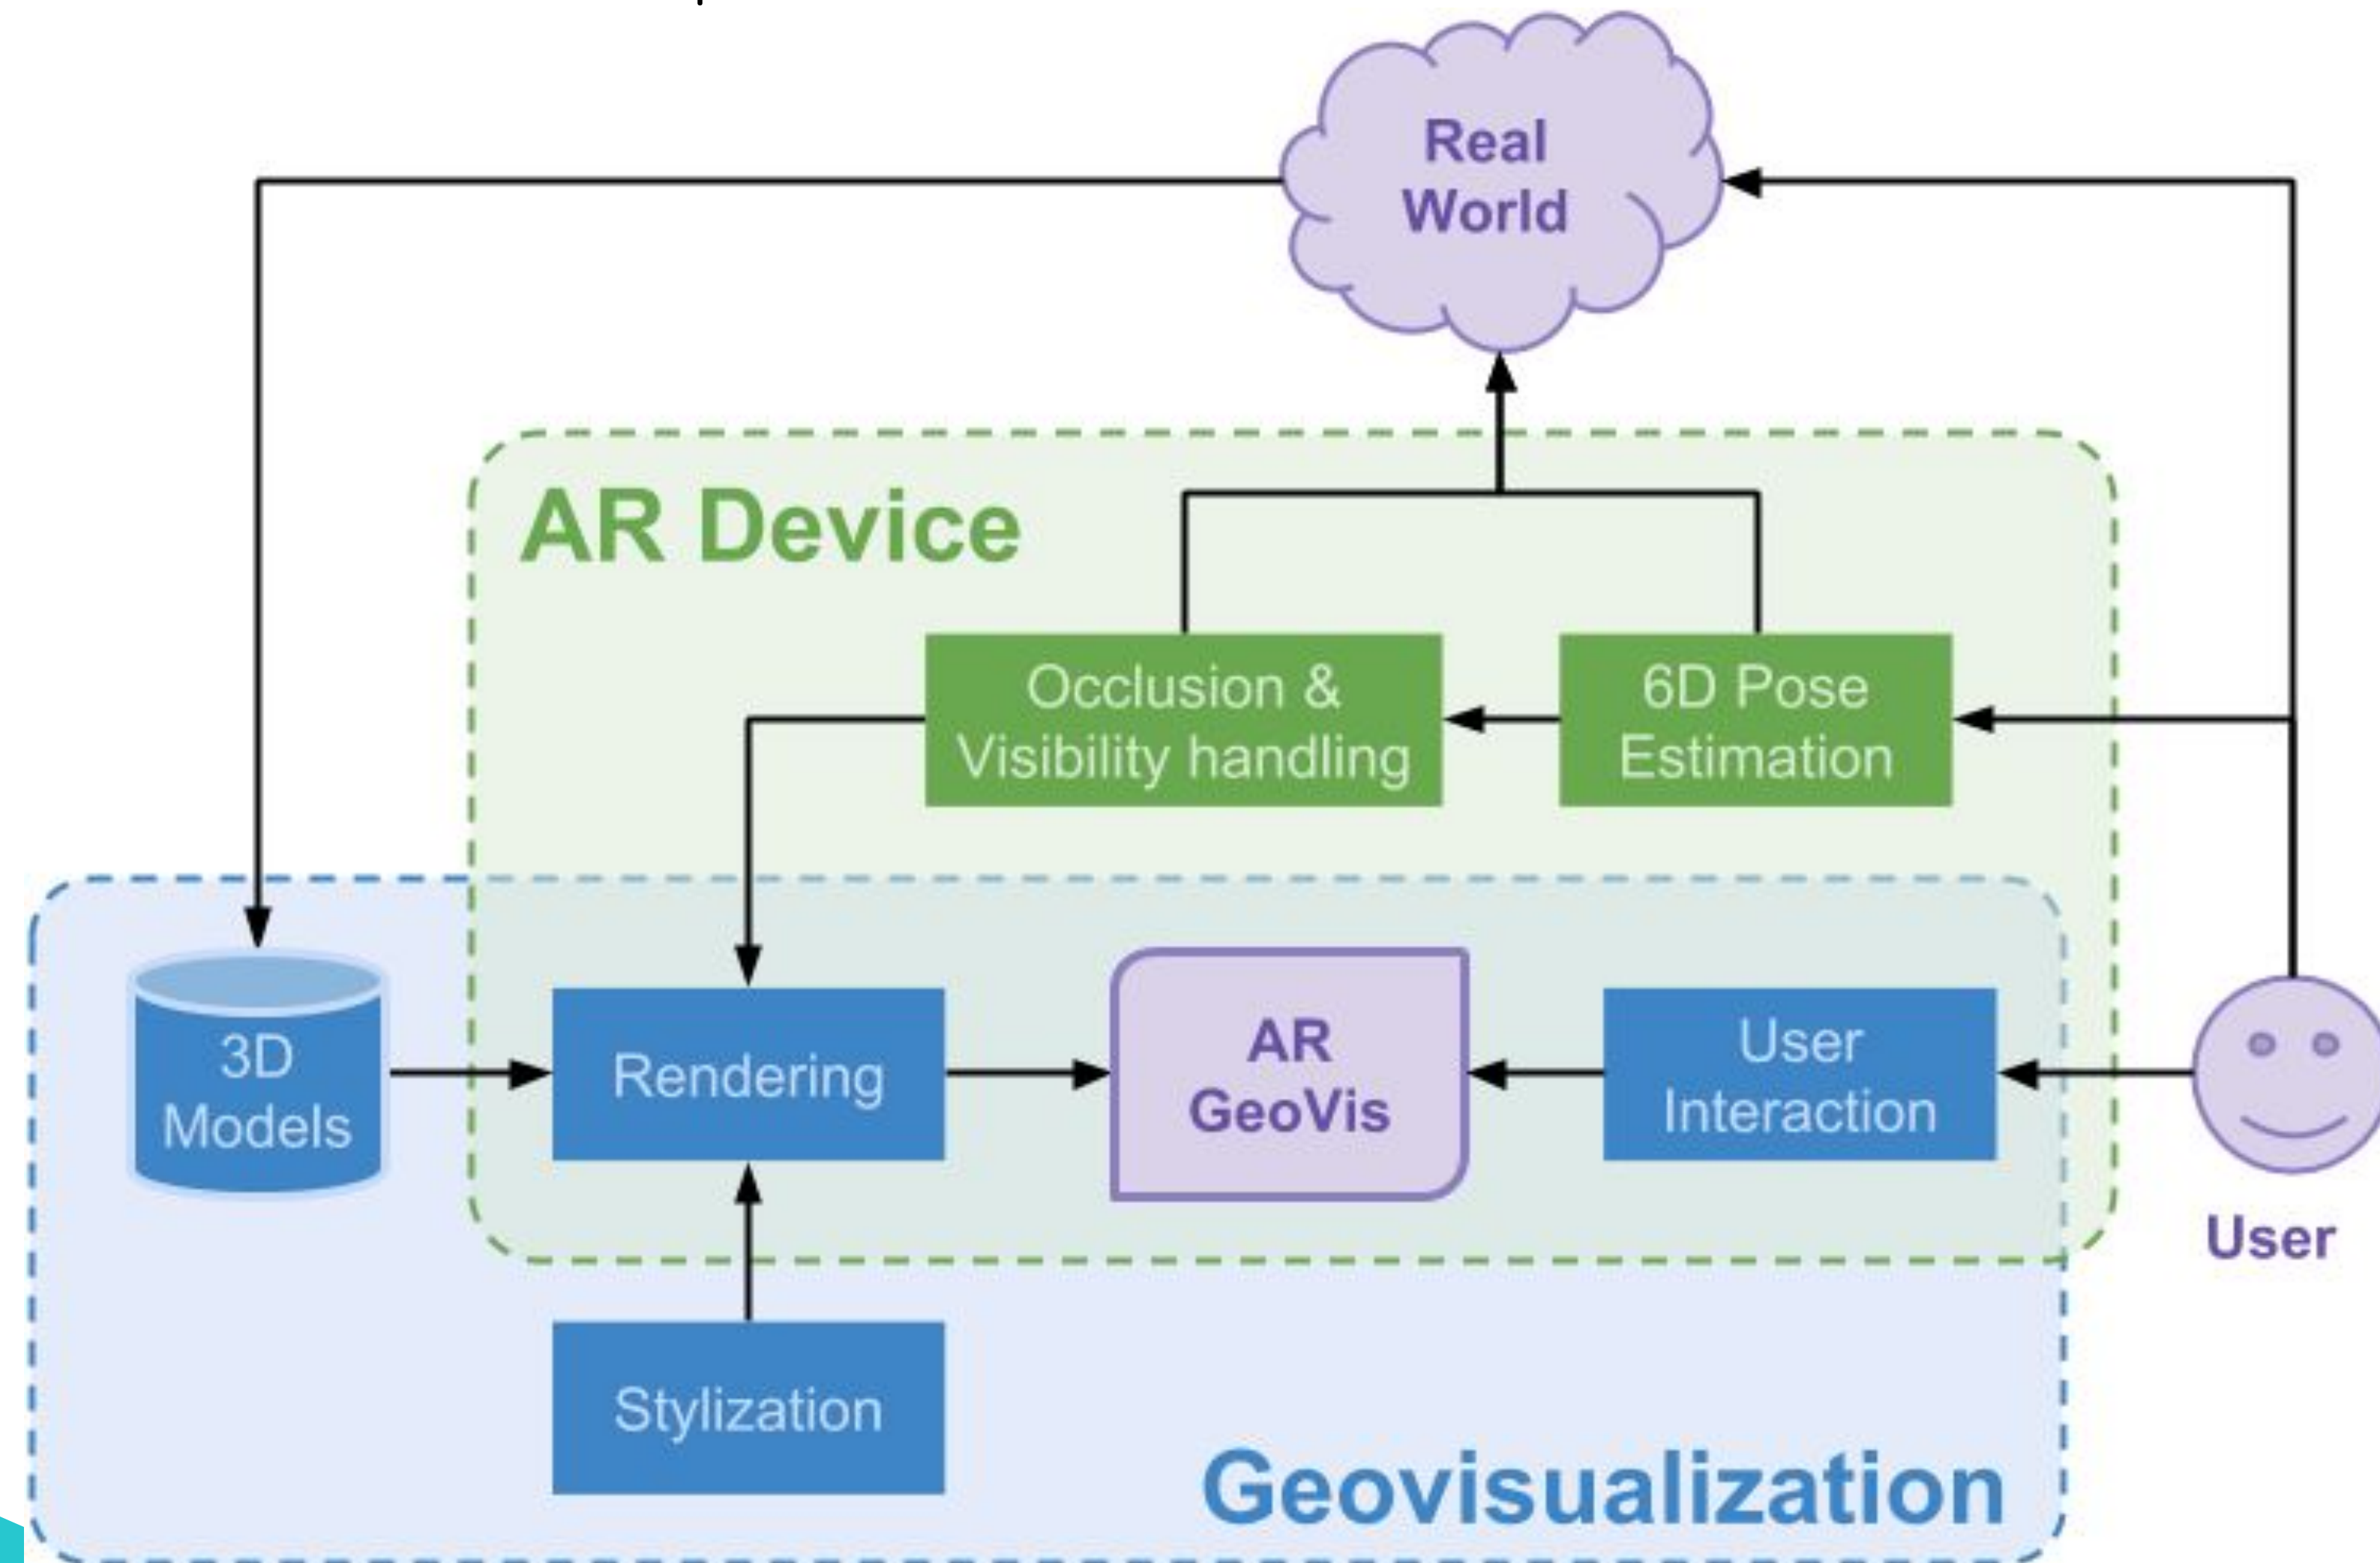 Real
World
AR Device
Occlusion &
Visibility handling
6D Pose
Estimation
3D
Models
Rendering
AR
GeoVis
User
Interaction
User
Stylization
Geovisualization